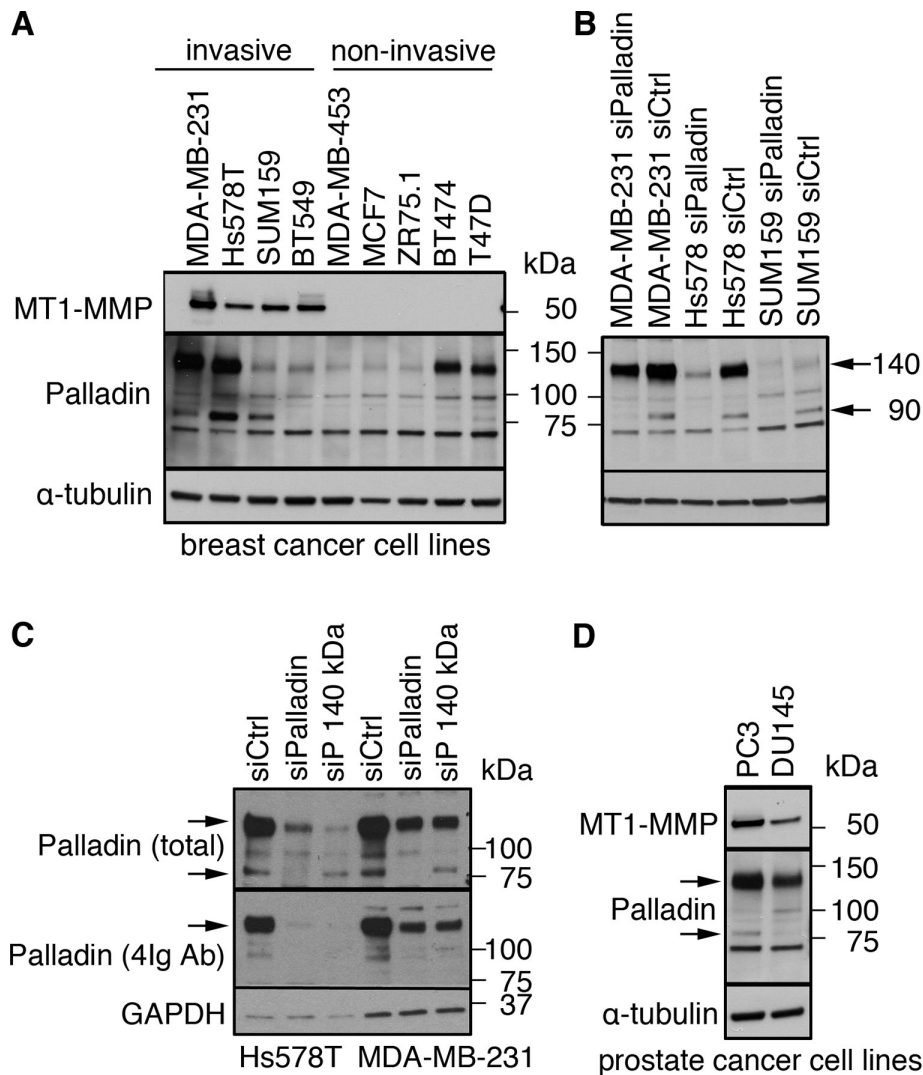 A
invasive non-invasive
MDA-MB-231
Hs578T
SUM159
BT549
MDA-MB-453
MCF7
ZR75.1
BT474
T47D
kDa
MT1-MMP 50
Palladin 150
100
75
α-tubulin
breast cancer cell lines
B
MDA-MB-231 siPalladin
MDA-MB-231 siCtrl
Hs578 siPalladin
Hs578 siCtrl
SUM159 siPalladin
SUM159 siCtrl
140
90
C
siCtrl
siPalladin
siP 140 kDa
siCtrl
siPalladin
siP 140 kDa
kDa
Palladin (total) 100
75
Palladin (4Ig Ab) 100
75
GAPDH 37
Hs578T MDA-MB-231
D
PC3
DU145
kDa
MT1-MMP 50
150
Palladin 100
75
α-tubulin
prostate cancer cell lines